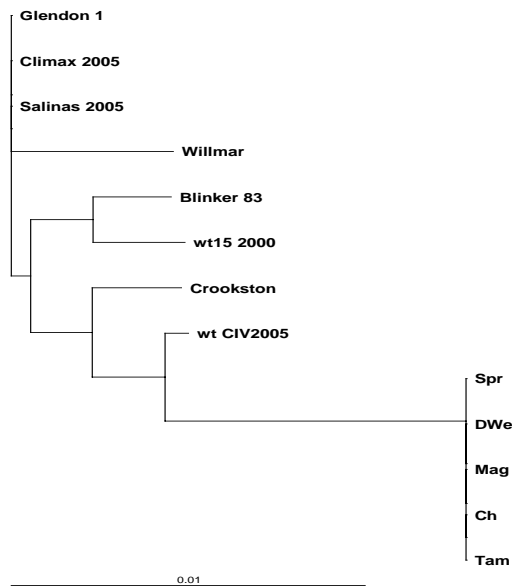 Glendon 1
Climax 2005
Salinas 2005
Willmar
Blinker 83
wt15 2000
Crookston
wt CIV2005
Spr
DWe
Mag
Ch
Tam
0.01